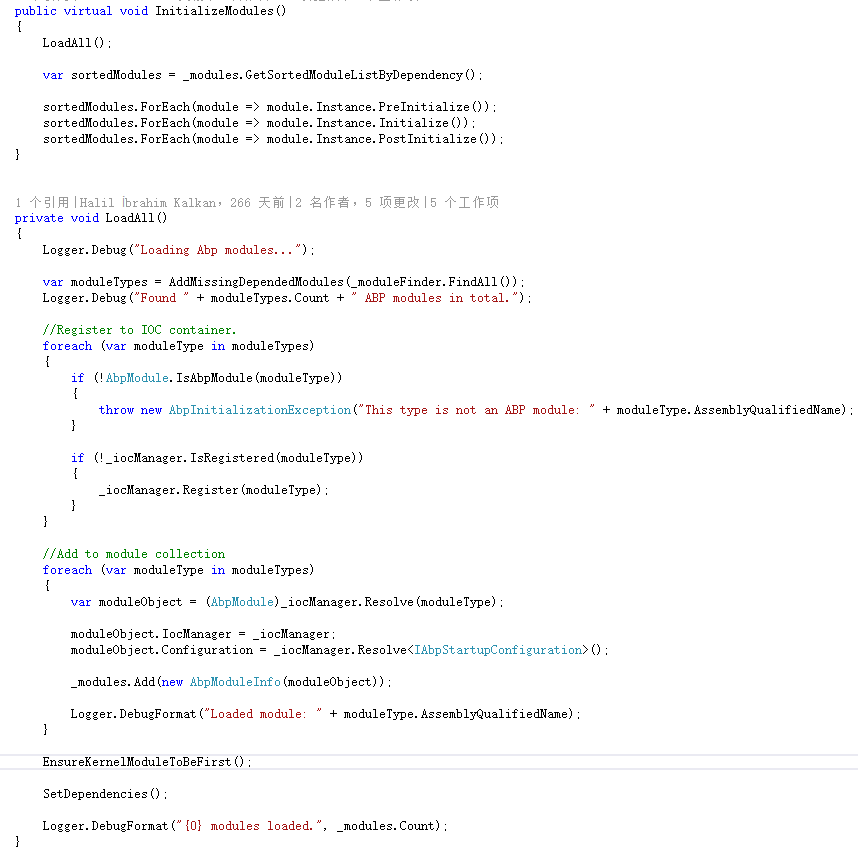 public virtual void InitializeModules()
{
    LoadAll();
    var sortedModules = _modules.GetSortedModuleListByDependency();
    sortedModules.ForEach(module => module.Instance.PreInitialize());
    sortedModules.ForEach(module => module.Instance.Initialize());
    sortedModules.ForEach(module => module.Instance.PostInitialize());
}
1 个引用|Halil İbrahim Kalkan，266 天前|2 名作者，5 项更改|5 个工作项
private void LoadAll()
{
    Logger.Debug("Loading Abp modules...");
    var moduleTypes = AddMissingDependedModules(_moduleFinder.FindAll());
    Logger.Debug("Found " + moduleTypes.Count + " ABP modules in total.");
    //Register to IOC container.
    foreach (var moduleType in moduleTypes)
    {
        if (!AbpModule.IsAbpModule(moduleType))
        {
            throw new AbpInitializationException("This type is not an ABP module: " + moduleType.AssemblyQualifiedName);
        }
        if (!_iocManager.IsRegistered(moduleType))
        {
            _iocManager.Register(moduleType);
        }
    }
    //Add to module collection
    foreach (var moduleType in moduleTypes)
    {
        var moduleObject = (AbpModule)_iocManager.Resolve(moduleType);
        moduleObject.IocManager = _iocManager;
        moduleObject.Configuration = _iocManager.Resolve<IAbpStartupConfiguration>();
        _modules.Add(new AbpModuleInfo(moduleObject));
        Logger.DebugFormat("Loaded module: " + moduleType.AssemblyQualifiedName);
    }
    EnsureKernelModuleToBeFirst();
    SetDependencies();
    Logger.DebugFormat("{0} modules loaded.", _modules.Count);
}